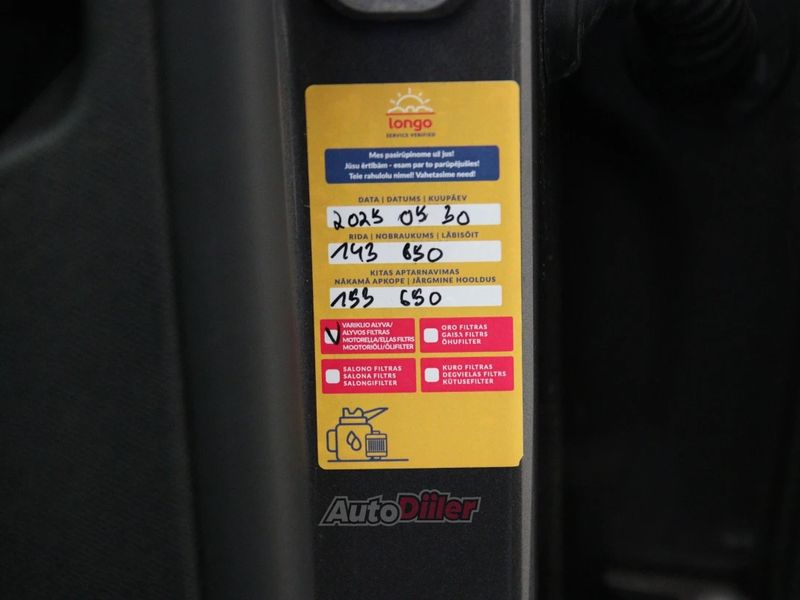 longo
SERVICE VERIFIED
Mes pasirūpinome už jus!
Jūsu ērtībām - esam par to parūpējušies!
Teie rahulolu nimel! Vahetasime need!
DATA | DATUMS | KUUPÄEV
2025 05 30
RIDA | NOBRAUKUMS | LÄBISÕIT
143 650
KITAS APTARNAVIMAS
NĀKAMĀ APKOPE | JÄRGMINE HOOLDUS
153 650
V
VARIKLIO ALYVA/
ALYVOS FILTRAS
MOTOREĻĻA/EĻĻAS FILTRS
MOOTORIÕLI/ÕLIFILTER
ORO FILTRAS
GAISA FILTRS
ÕHUFILTER
SALONO FILTRAS
SALONA FILTRS
SALONGIFILTER
KURO FILTRAS
DEGVIELAS FILTRS
KÜTUSEFILTER
AutoDiiler